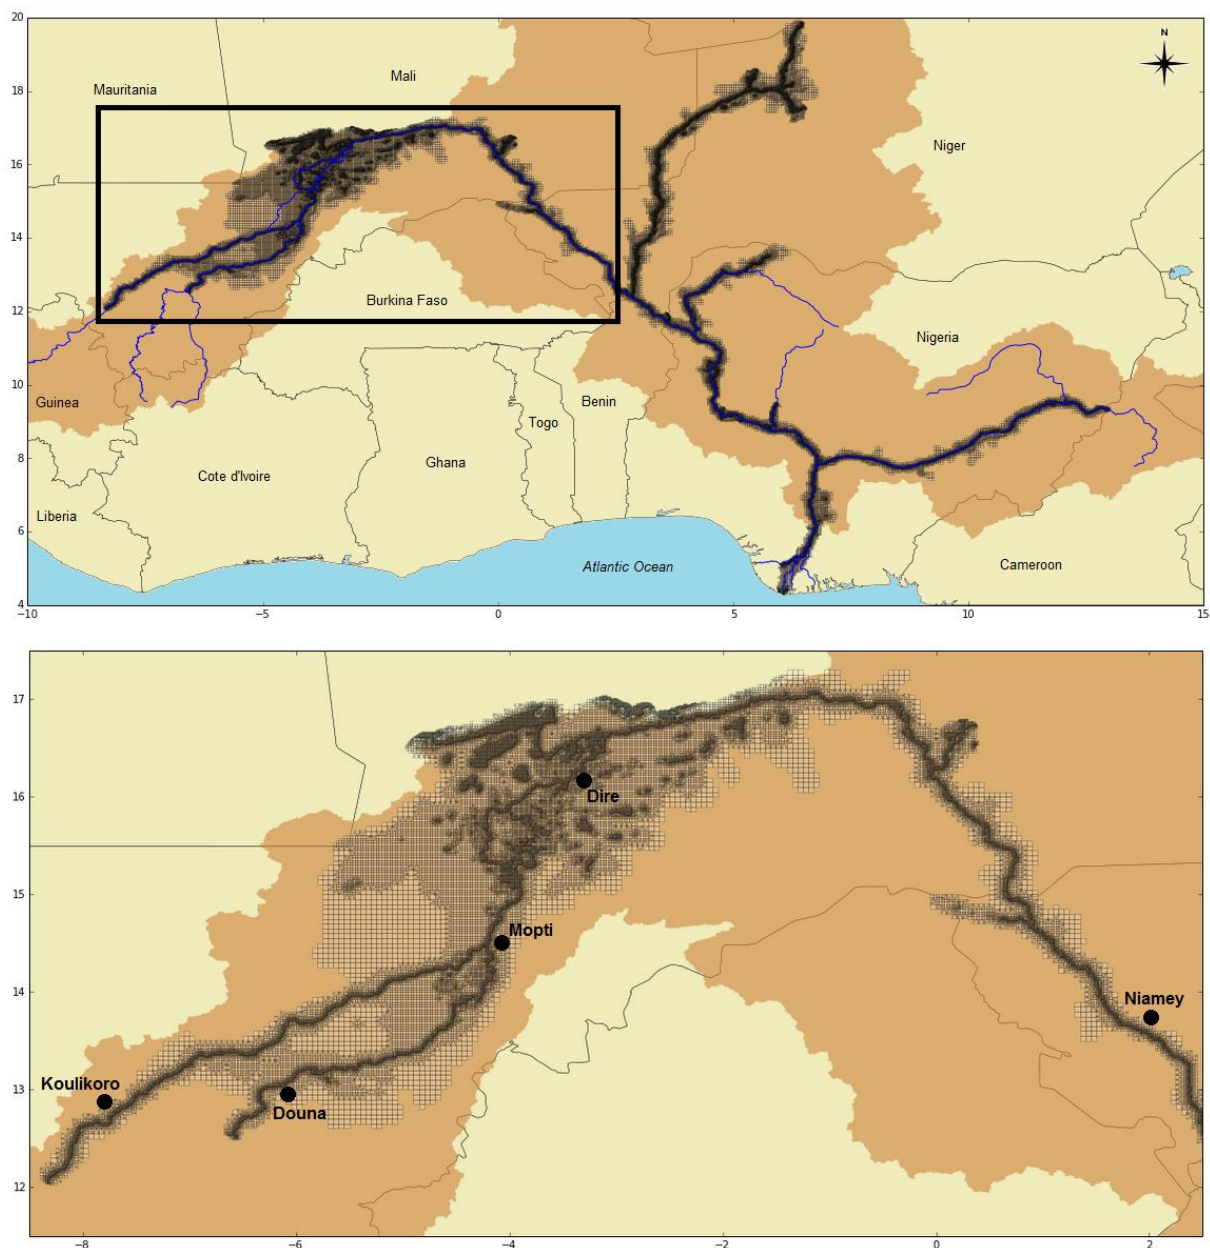 20
18
16
14
12
10
8
6
4
N
Mali
Mauritania
Niger
Burkina Faso
Nigeria
Guinea
Benin
Togo
Ghana
Cote d'Ivoire
Liberia
Atlantic Ocean
Cameroon
−10
−5
0
5
10
15
17
16
15
14
13
12
Dire
Mopti
Niamey
Koulikoro
Douna
−8
−6
−4
−2
0
2